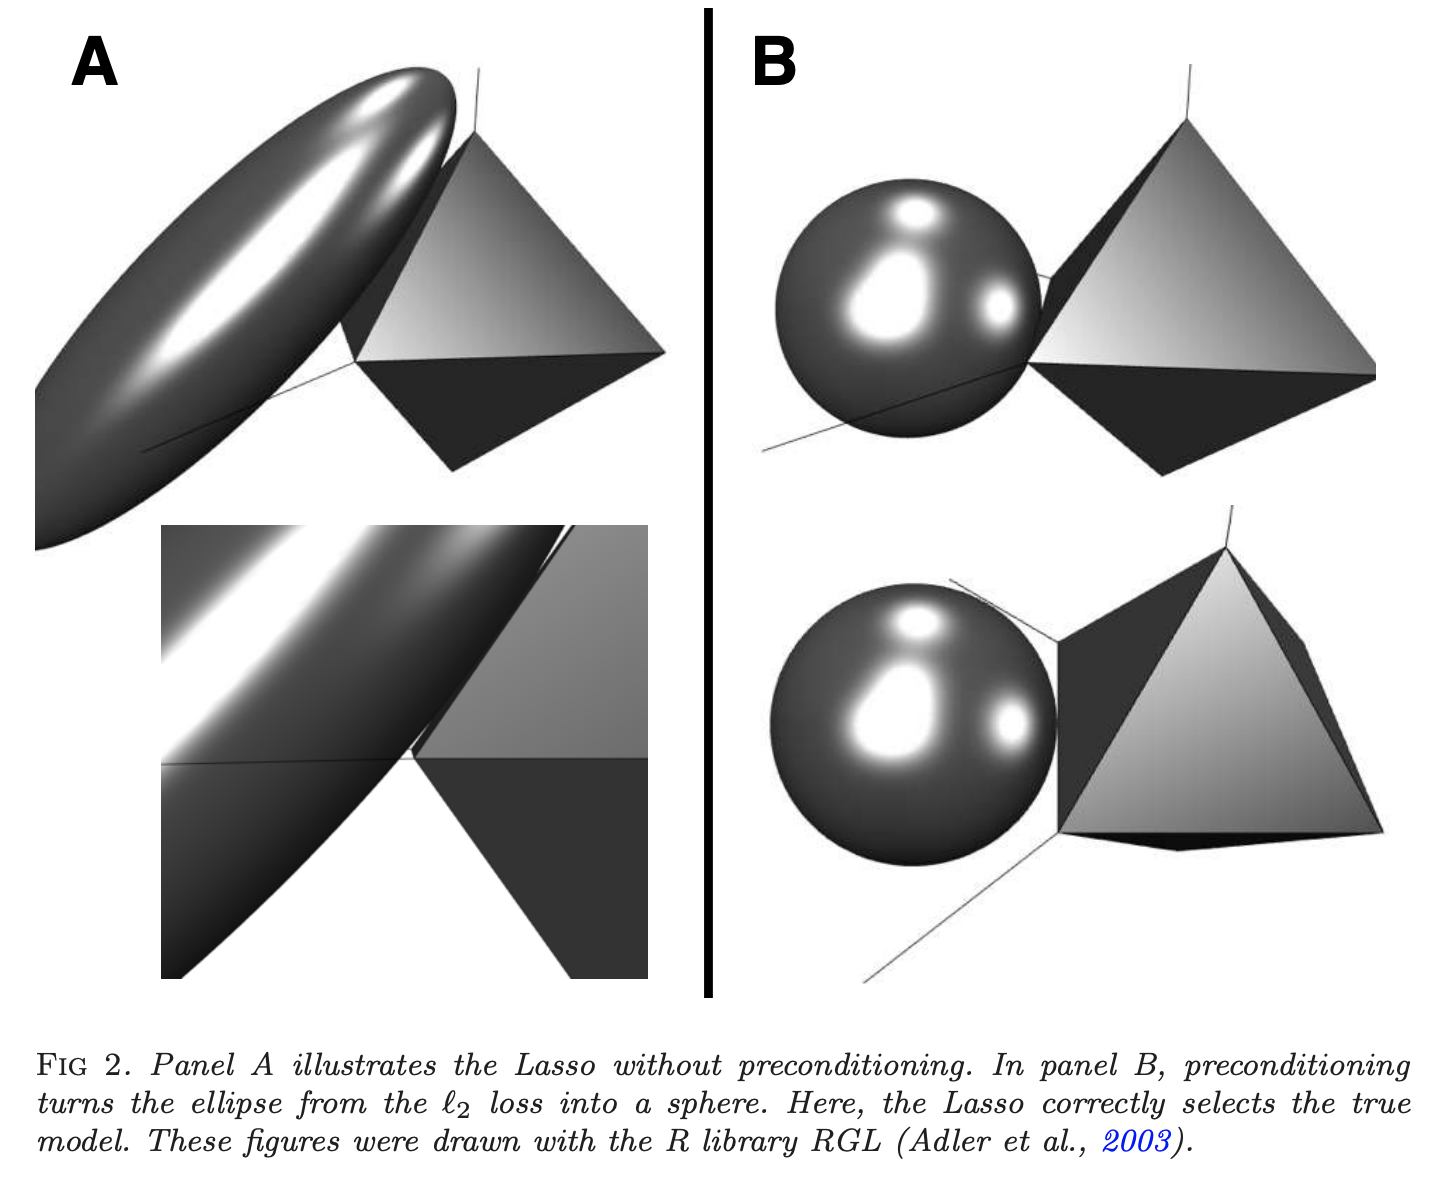 A
B
FIG 2. Panel A illustrates the Lasso without preconditioning. In panel B, preconditioning
turns the ellipse from the ℓ2 loss into a sphere. Here, the Lasso correctly selects the true
model. These figures were drawn with the R library RGL (Adler et al., 2003).